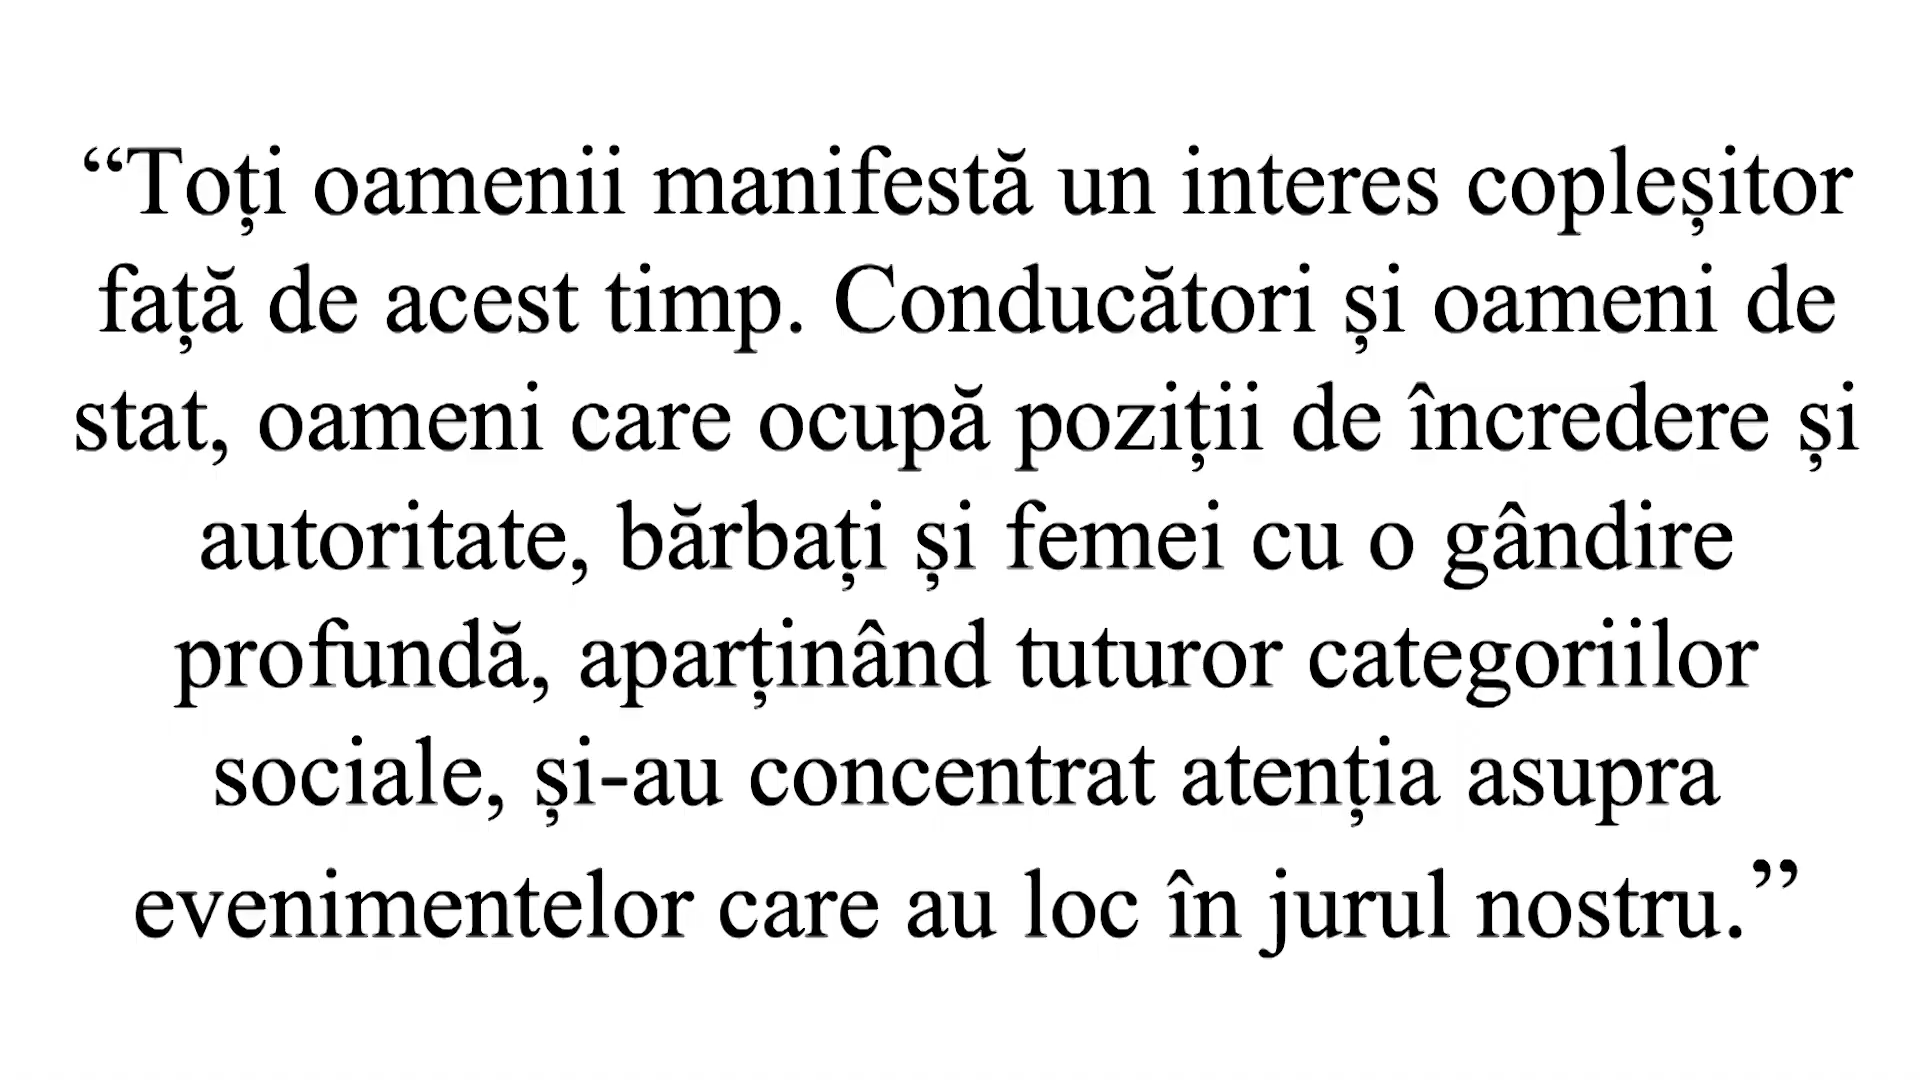 “Toți oamenii manifestă un interes copleșitor
față de acest timp. Conducători și oameni de
stat, oameni care ocupă poziții de încredere și
autoritate, bărbați și femei cu o gândire
profundă, aparținând tuturor categoriilor
sociale, și-au concentrat atenția asupra
evenimentelor care au loc în jurul nostru.”